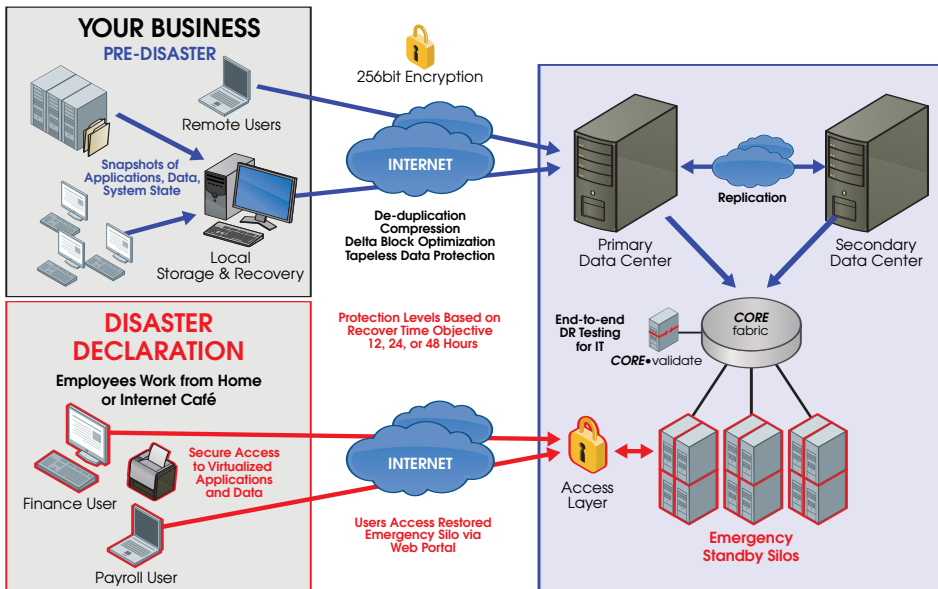 YOUR BUSINESS
PRE-DISASTER
Remote Users
Snapshots of
Applications, Data,
System State
Local
Storage & Recovery
256bit Encryption
INTERNET
De-duplication
Compression
Delta Block Optimization
Tapeless Data Protection
Primary
Data Center
Replication
Secondary
Data Center
DISASTER
DECLARATION
Employees Work from Home
or Internet Café
Finance User
Secure Access
to Virtualized
Applications
and Data
Payroll User
Protection Levels Based on
Recover Time Objective
12, 24, or 48 Hours
INTERNET
Users Access Restored
Emergency Silo via
Web Portal
End-to-end
DR Testing
for IT
CORE•validate
CORE
fabric
Access
Layer
Emergency
Standby Silos